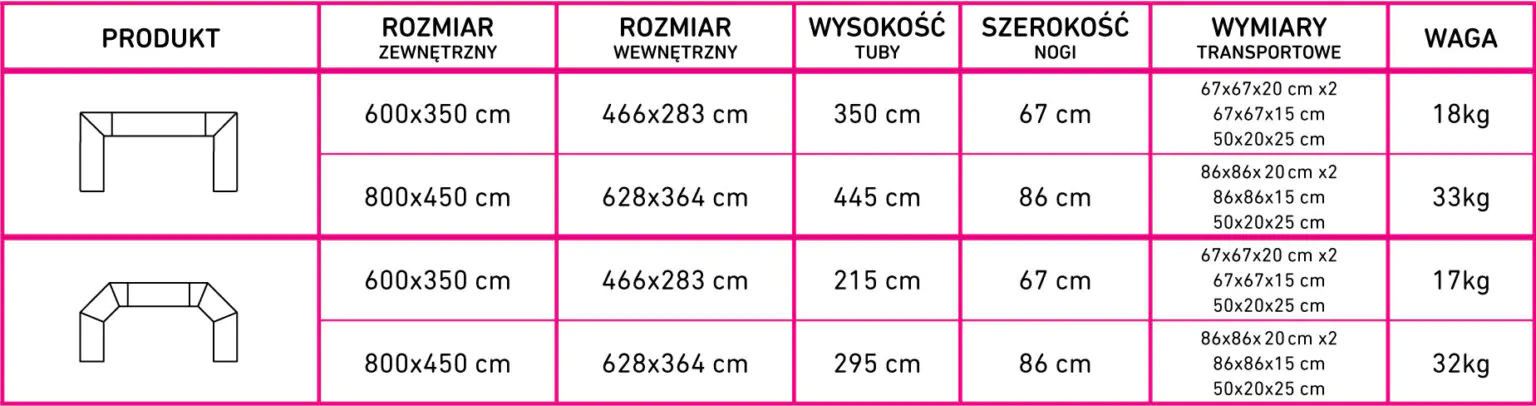 PRODUKT
ROZMIAR
ZEWNĘTRZNY
ROZMIAR
WEWNĘTRZNY
WYSOKOŚĆ
TUBY
SZEROKOŚĆ
NOGI
WYMIARY
TRANSPORTOWE
WAGA
600x350 cm
466x283 cm
350 cm
67 cm
67x67x20 cm x2
67x67x15 cm
50x20x25 cm
18kg
800x450 cm
628x364 cm
445 cm
86 cm
86x86x20 cm x2
86x86x15 cm
50x20x25 cm
33kg
600x350 cm
466x283 cm
215 cm
67 cm
67x67x20 cm x2
67x67x15 cm
50x20x25 cm
17kg
800x450 cm
628x364 cm
295 cm
86 cm
86x86x20 cm x2
86x86x15 cm
50x20x25 cm
32kg